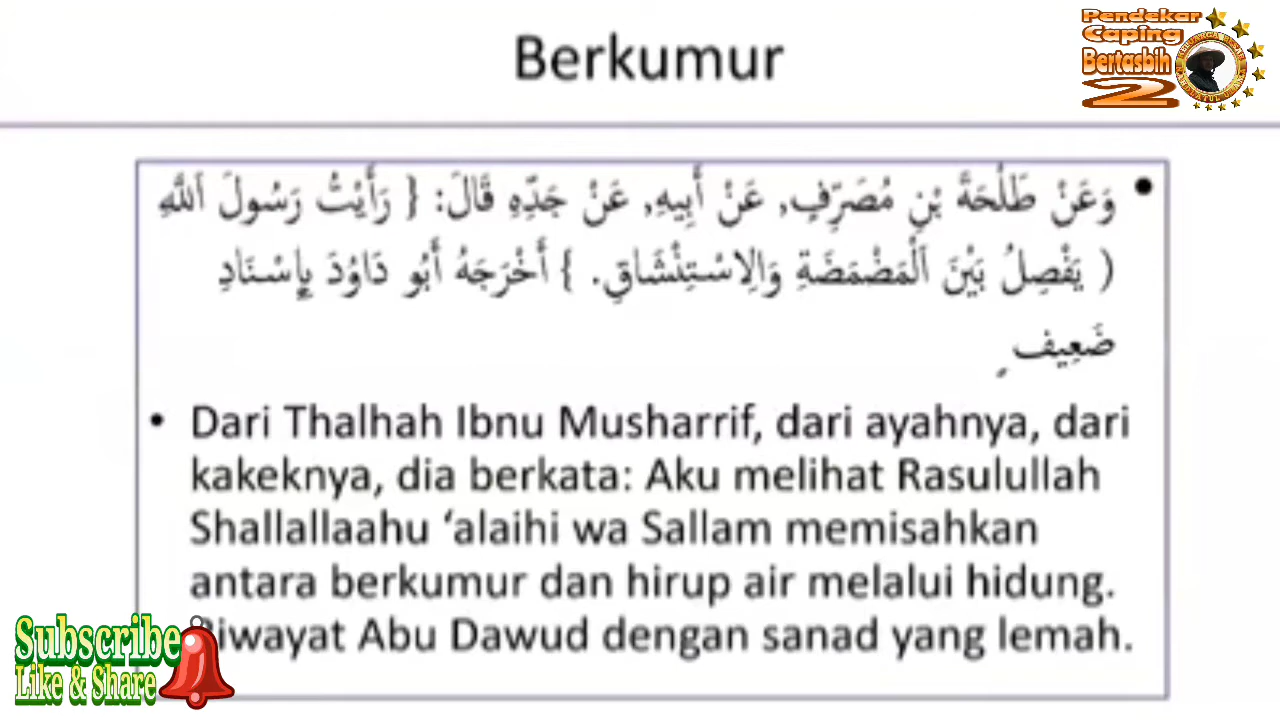 Berkumur
Pendekar
Caping
Bertasbih
2
• وَعَنْ طَلْحَةَ بْنِ مُصَرِّفٍ, عَنْ أَبِيهِ, عَنْ جَدِّهِ قَالَ: { رَأَيْتُ رَسُولَ اَللَّهِ
( يَفْصِلُ بَيْنَ اَلْمَضْمَضَةِ وَالِاسْتِنْشَاقِ. } أَخْرَجَهُ أَبُو دَاوُدَ بِإِسْنَادِ
ضَعِيفٍ
• Dari Thalhah Ibnu Musharrif, dari ayahnya, dari
kakeknya, dia berkata: Aku melihat Rasulullah
Shallallaahu ‘alaihi wa Sallam memisahkan
antara berkumur dan hirup air melalui hidung.
Riwayat Abu Dawud dengan sanad yang lemah.
Subscribe
Like & Share